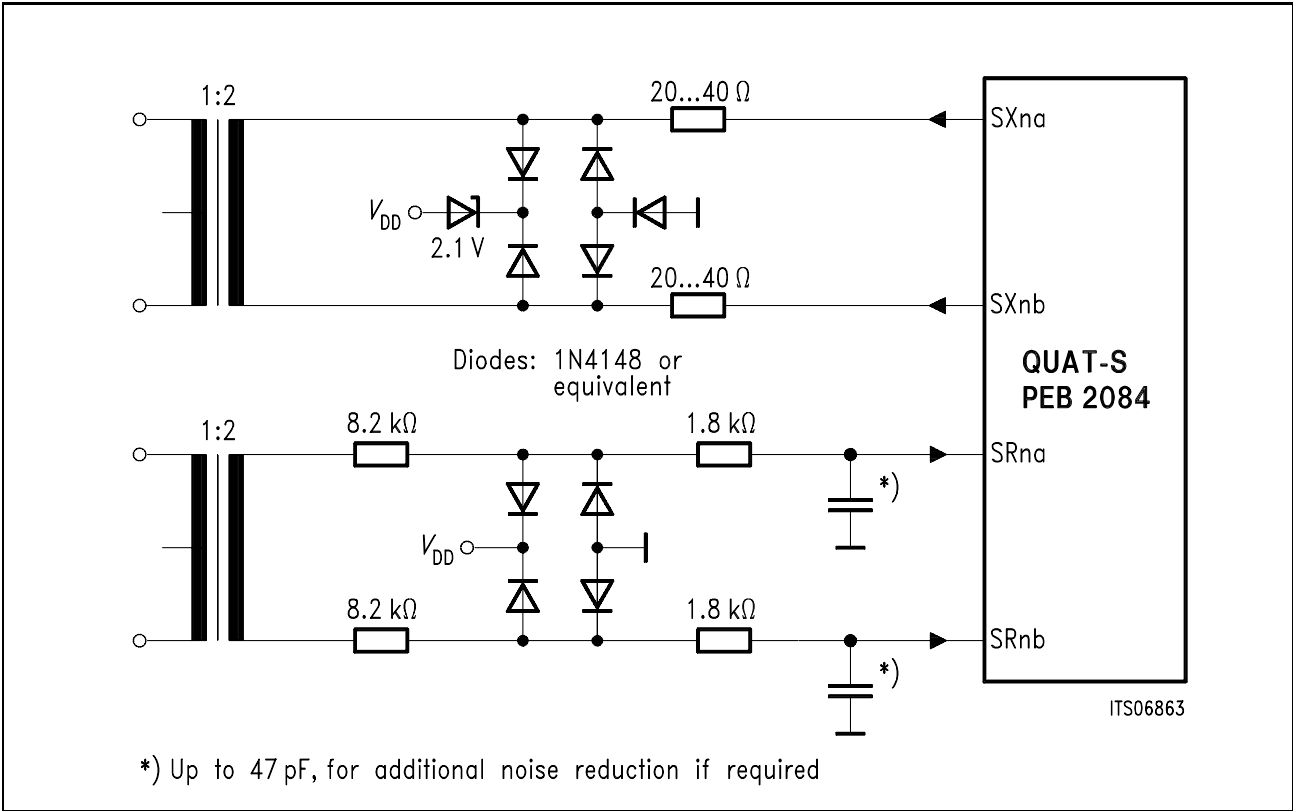 1:2
20...40 Ω
SXna
VDD
2.1 V
20...40 Ω
SXnb
Diodes: 1N4148 or
equivalent
QUAT-S
PEB 2084
1:2
8.2 kΩ
1.8 kΩ
SRna
*)
VDD
8.2 kΩ
1.8 kΩ
SRnb
*)
ITS06863
*) Up to 47 pF, for additional noise reduction if required